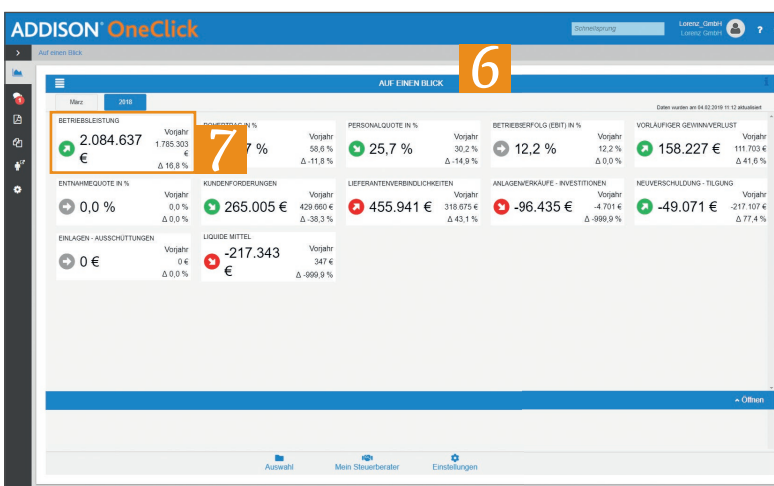 ADDISON OneClick
Schnellsprung
Lorenz_GmbH
Lorenz GmbH
?
Auf einen Blick
6
AUF EINEN BLICK
März 2018
Daten wurden am 04.02.2019 11:12 aktualisiert
BETRIEBSLEISTUNG
2.084.637 €
Vorjahr
1.785.303 €
Δ 16,8 %
7
IN %
7 %
Vorjahr
58,6 %
Δ -11,8 %
PERSONALQUOTE IN %
25,7 %
Vorjahr
30,2 %
Δ -14,9 %
BETRIEBSERFOLG (EBIT) IN %
12,2 %
Vorjahr
12,2 %
Δ 0,0 %
VORLÄUFIGER GEWINN/VERLUST
158.227 €
Vorjahr
111.703 €
Δ 41,6 %
ENTNAHMEQUOTE IN %
0,0 %
Vorjahr
0,0 %
Δ 0,0 %
KUNDENFORDERUNGEN
265.005 €
Vorjahr
429.660 €
Δ -38,3 %
LIEFERANTENVERBINDLICHKEITEN
455.941 €
Vorjahr
318.675 €
Δ 43,1 %
ANLAGENVERKÄUFE - INVESTITIONEN
-96.435 €
Vorjahr
-4.701 €
Δ -999,9 %
NEUVERSCHULDUNG - TILGUNG
-49.071 €
Vorjahr
-217.107 €
Δ 77,4 %
EINLAGEN - AUSSCHÜTTUNGEN
0 €
Vorjahr
0 €
Δ 0,0 %
LIQUIDE MITTEL
-217.343 €
Vorjahr
347 €
Δ -999,9 %
Öffnen
Auswahl Mein Steuerberater Einstellungen